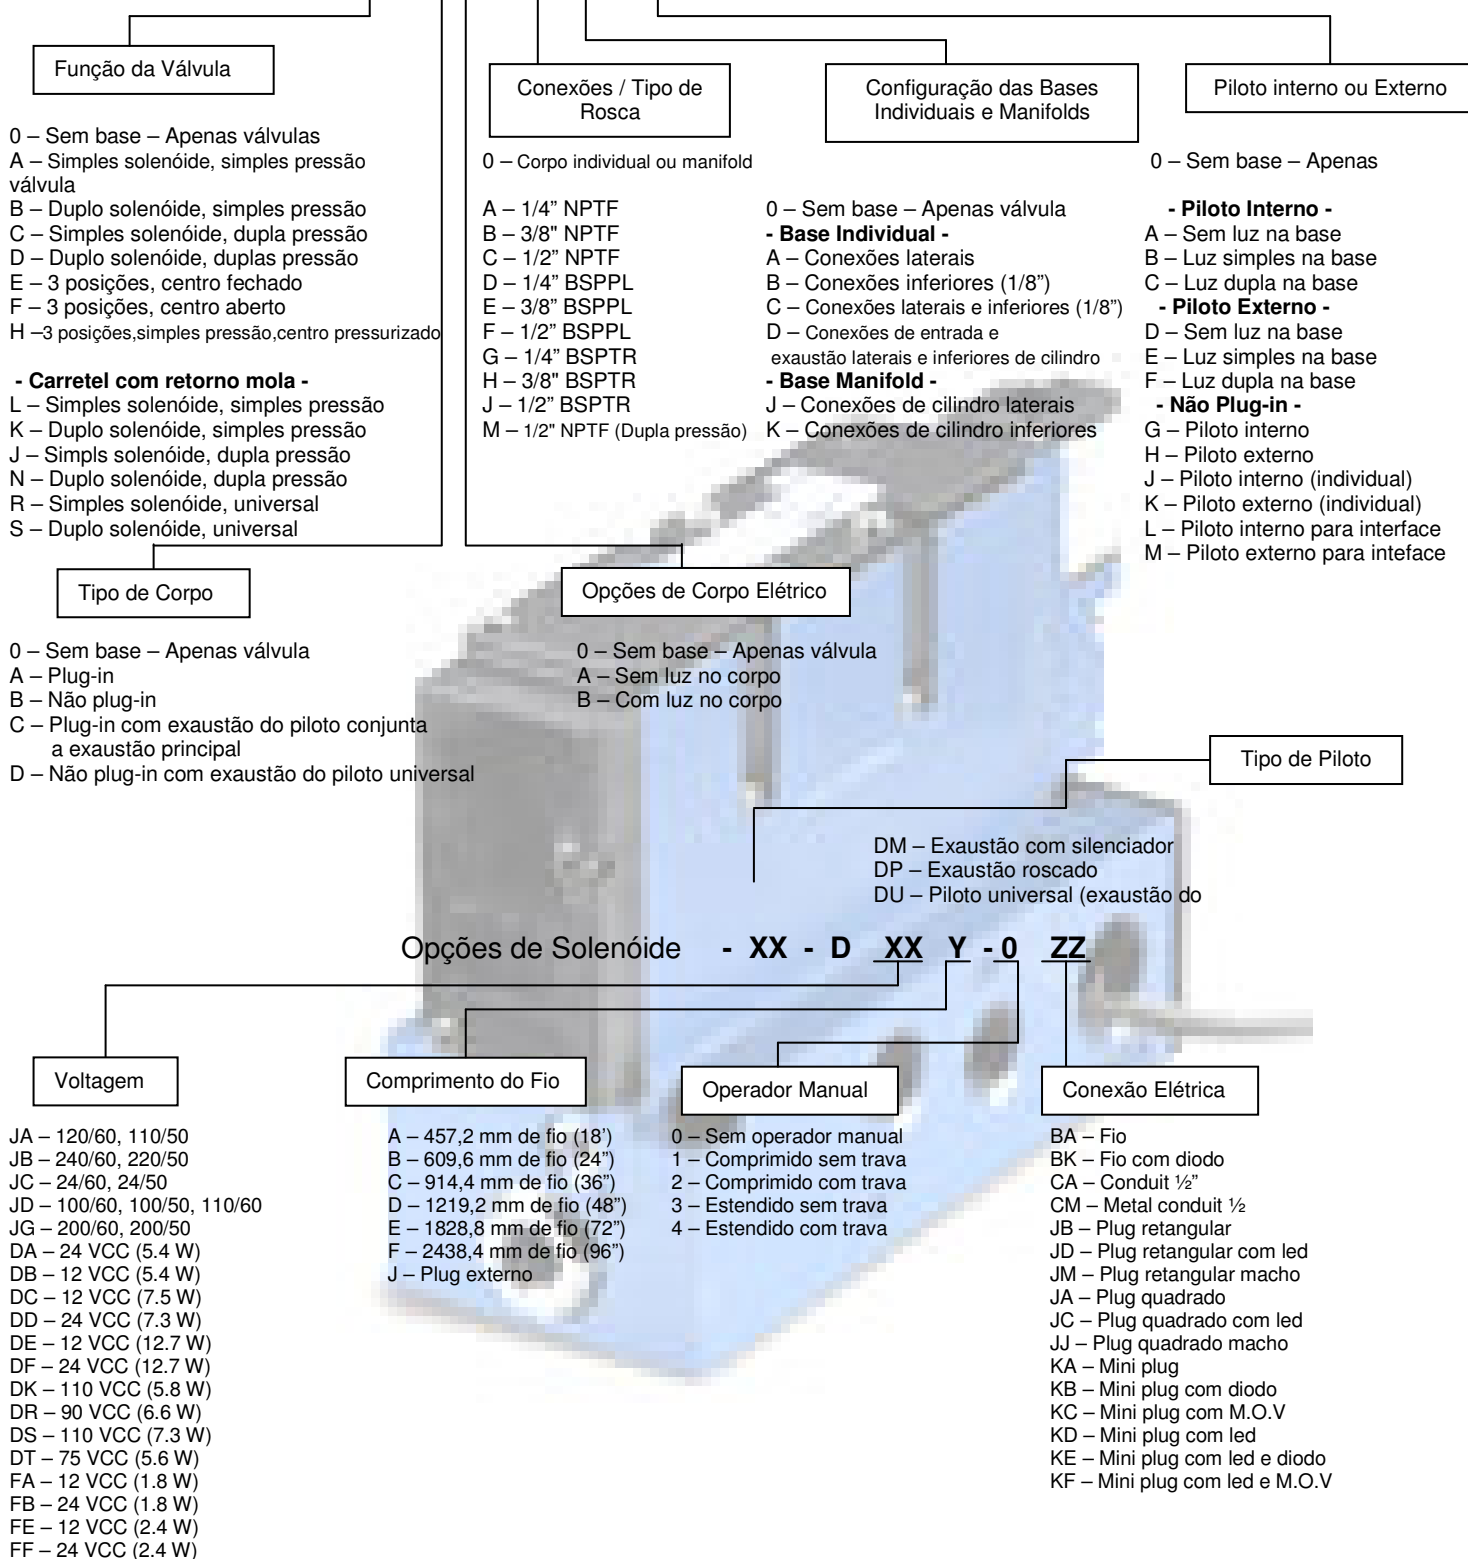 Função da Válvula
0 – Sem base – Apenas válvulas
A – Simples solenóide, simples pressão
válvula
B – Duplo solenóide, simples pressão
C – Simples solenóide, dupla pressão
D – Duplo solenóide, duplas pressão
E – 3 posições, centro fechado
F – 3 posições, centro aberto
H –3 posições,simples pressão,centro pressurizado
- Carretel com retorno mola -
L – Simples solenóide, simples pressão
K – Duplo solenóide, simples pressão
J – Simpls solenóide, dupla pressão
N – Duplo solenóide, dupla pressão
R – Simples solenóide, universal
S – Duplo solenóide, universal
Conexões / Tipo de
Rosca
0 – Corpo individual ou manifold
A – 1/4” NPTF
B – 3/8" NPTF
C – 1/2” NPTF
D – 1/4” BSPPL
E – 3/8” BSPPL
F – 1/2” BSPPL
G – 1/4” BSPTR
H – 3/8" BSPTR
J – 1/2” BSPTR
M – 1/2" NPTF (Dupla pressão)
Configuração das Bases
Individuais e Manifolds
0 – Sem base – Apenas válvula
- Base Individual -
A – Conexões laterais
B – Conexões inferiores (1/8”)
C – Conexões laterais e inferiores (1/8”)
D – Conexões de entrada e
exaustão laterais e inferiores de cilindro
- Base Manifold -
J – Conexões de cilindro laterais
K – Conexões de cilindro inferiores
Piloto interno ou Externo
0 – Sem base – Apenas
- Piloto Interno -
A – Sem luz na base
B – Luz simples na base
C – Luz dupla na base
- Piloto Externo -
D – Sem luz na base
E – Luz simples na base
F – Luz dupla na base
- Não Plug-in -
G – Piloto interno
H – Piloto externo
J – Piloto interno (individual)
K – Piloto externo (individual)
L – Piloto interno para interface
M – Piloto externo para inteface
Tipo de Corpo
0 – Sem base – Apenas válvula
A – Plug-in
B – Não plug-in
C – Plug-in com exaustão do piloto conjunta
a exaustão principal
D – Não plug-in com exaustão do piloto universal
Opções de Corpo Elétrico
0 – Sem base – Apenas válvula
A – Sem luz no corpo
B – Com luz no corpo
Tipo de Piloto
DM – Exaustão com silenciador
DP – Exaustão roscado
DU – Piloto universal (exaustão do
Opções de Solenóide - XX - D XX Y - 0 ZZ
Voltagem
JA – 120/60, 110/50
JB – 240/60, 220/50
JC – 24/60, 24/50
JD – 100/60, 100/50, 110/60
JG – 200/60, 200/50
DA – 24 VCC (5.4 W)
DB – 12 VCC (5.4 W)
DC – 12 VCC (7.5 W)
DD – 24 VCC (7.3 W)
DE – 12 VCC (12.7 W)
DF – 24 VCC (12.7 W)
DK – 110 VCC (5.8 W)
DR – 90 VCC (6.6 W)
DS – 110 VCC (7.3 W)
DT – 75 VCC (5.6 W)
FA – 12 VCC (1.8 W)
FB – 24 VCC (1.8 W)
FE – 12 VCC (2.4 W)
FF – 24 VCC (2.4 W)
Comprimento do Fio
A – 457,2 mm de fio (18’)
B – 609,6 mm de fio (24”)
C – 914,4 mm de fio (36”)
D – 1219,2 mm de fio (48”)
E – 1828,8 mm de fio (72”)
F – 2438,4 mm de fio (96”)
J – Plug externo
Operador Manual
0 – Sem operador manual
1 – Comprimido sem trava
2 – Comprimido com trava
3 – Estendido sem trava
4 – Estendido com trava
Conexão Elétrica
BA – Fio
BK – Fio com diodo
CA – Conduit ½”
CM – Metal conduit ½
JB – Plug retangular
JD – Plug retangular com led
JM – Plug retangular macho
JA – Plug quadrado
JC – Plug quadrado com led
JJ – Plug quadrado macho
KA – Mini plug
KB – Mini plug com diodo
KC – Mini plug com M.O.V
KD – Mini plug com led
KE – Mini plug com led e diodo
KF – Mini plug com led e M.O.V